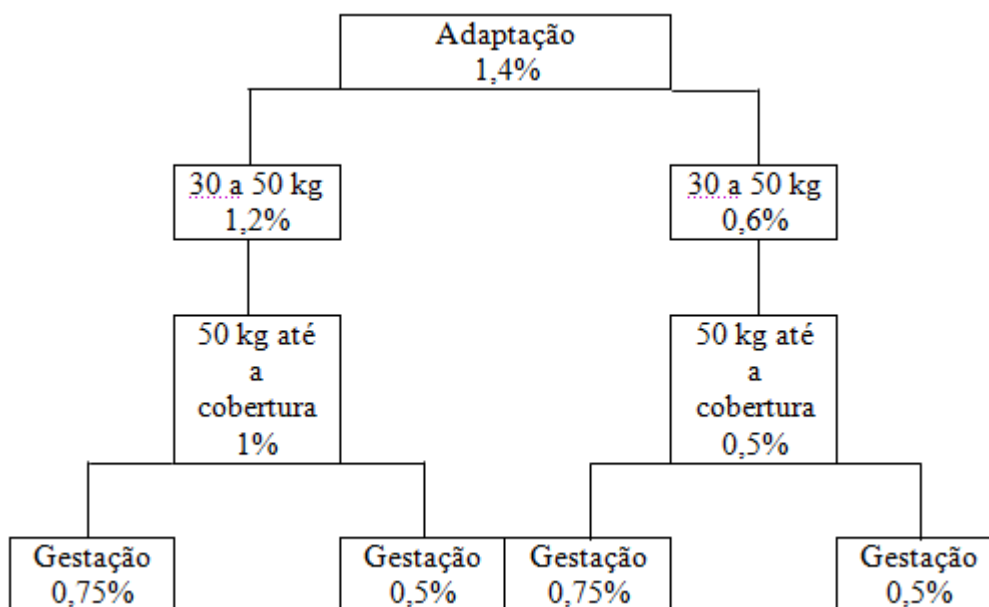 Adaptação
1,4%
30 a 50 kg
1,2%
30 a 50 kg
0,6%
50 kg até
a
cobertura
1%
50 kg até
a
cobertura
0,5%
Gestação
0,75%
Gestação
0,5%
Gestação
0,75%
Gestação
0,5%